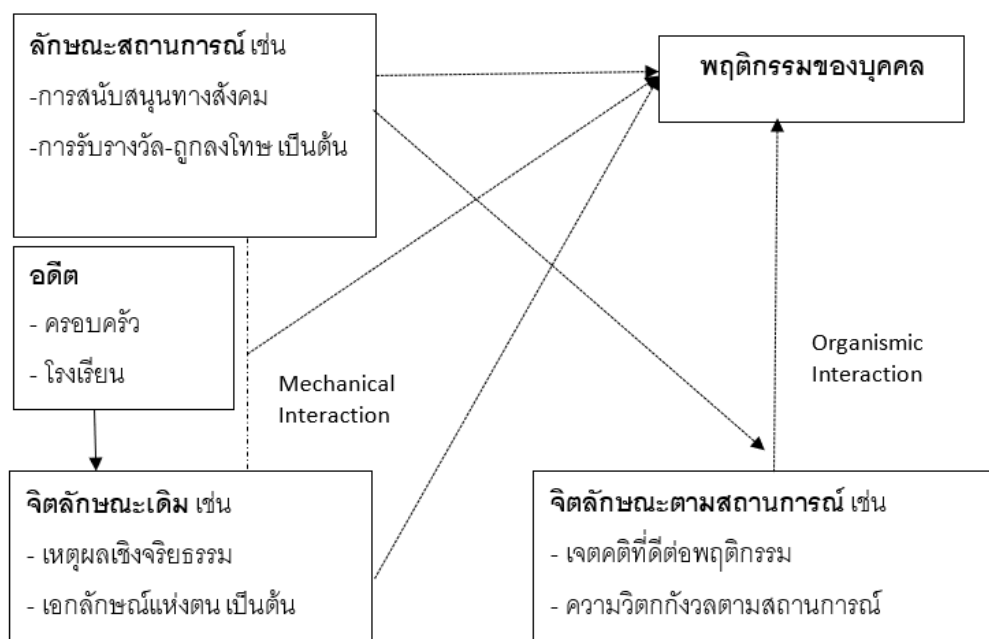 ลักษณะสถานการณ์ เช่น
-การสนับสนุนทางสังคม
-การรับรางวัล-ถูกลงโทษ เป็นต้น
พฤติกรรมของบุคคล
อดีต
- ครอบครัว
- โรงเรียน
Mechanical
Interaction
Organismic
Interaction
จิตลักษณะเดิม เช่น
- เหตุผลเชิงจริยธรรม
- เอกลักษณ์แห่งตน เป็นต้น
จิตลักษณะตามสถานการณ์ เช่น
- เจตคติที่ดีต่อพฤติกรรม
- ความวิตกกังวลตามสถานการณ์